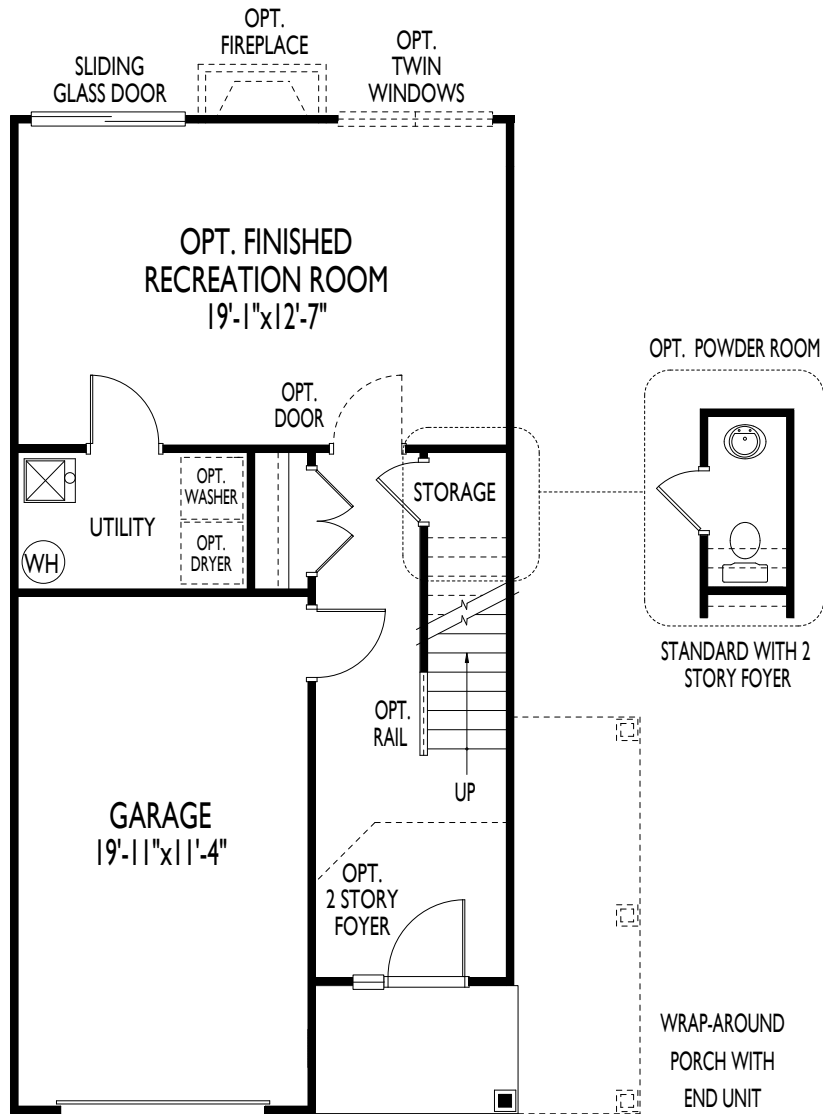 OPT.
FIREPLACE
SLIDING
GLASS DOOR
OPT.
TWIN
WINDOWS
OPT. FINISHED
RECREATION ROOM
19'-1"x12'-7"
OPT. POWDER ROOM
OPT.
DOOR
OPT.
WASHER
STORAGE
UTILITY
OPT.
DRYER
WH
STANDARD WITH 2
STORY FOYER
OPT.
RAIL
UP
GARAGE
19'-11"x11'-4"
OPT.
2 STORY
FOYER
WRAP-AROUND
PORCH WITH
END UNIT